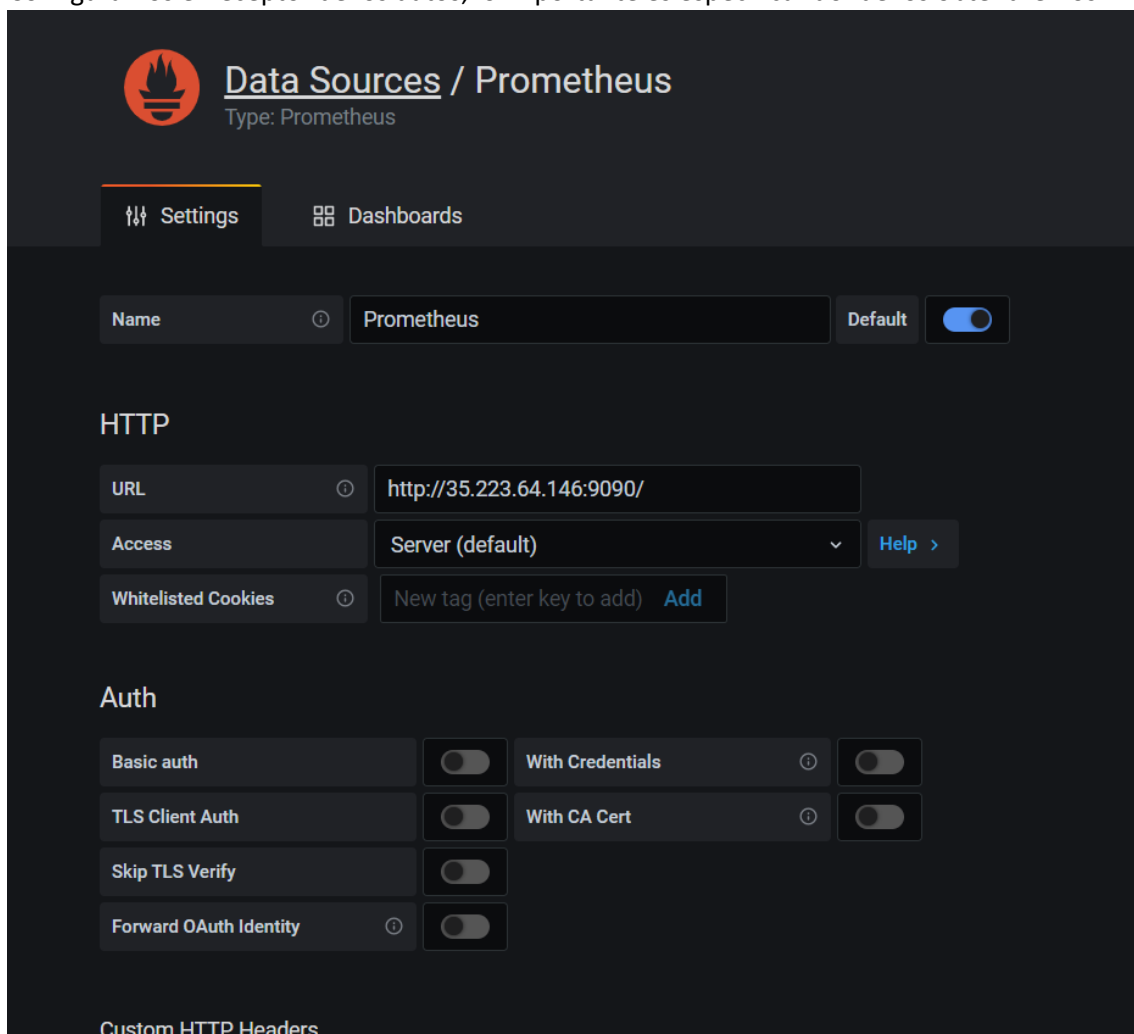 Data Sources / Prometheus
Type: Prometheus
Settings Dashboards
Name Prometheus Default
HTTP
URL http://35.223.64.146:9090/
Access Server (default) Help >
Whitelisted Cookies New tag (enter key to add) Add
Auth
Basic auth With Credentials
TLS Client Auth With CA Cert
Skip TLS Verify
Forward OAuth Identity
Custom HTTP Headers